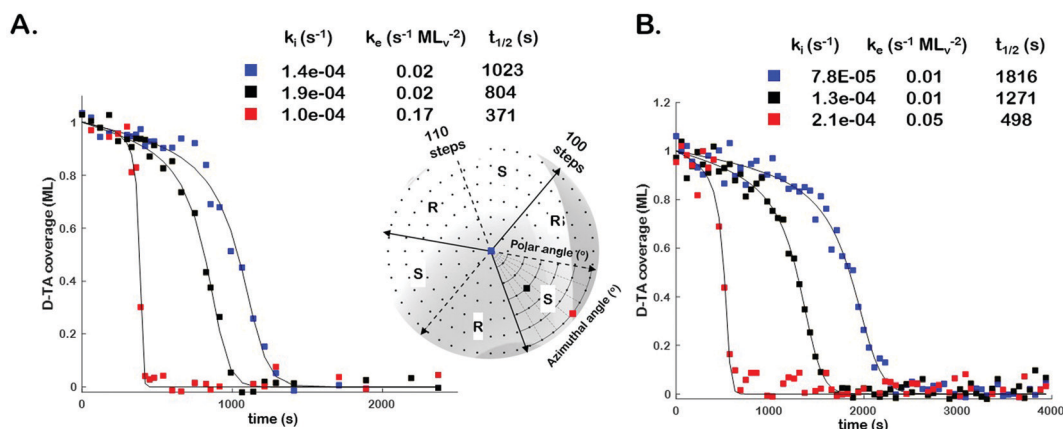 A.
kᵢ (s⁻¹) kₑ (s⁻¹ MLᵥ⁻²) t₁/₂ (s)
1.4e-04 0.02 1023
1.9e-04 0.02 804
1.0e-04 0.17 371
D-TA coverage (ML)
1
0.8
0.6
0.4
0.2
0
0 1000 2000
time (s)
110 steps
100 steps
S
R
R
Polar angle (°)
S
S
R
Azimuthal angle (°)
B.
kᵢ (s⁻¹) kₑ (s⁻¹ MLᵥ⁻²) t₁/₂ (s)
7.8E-05 0.01 1816
1.3e-04 0.01 1271
2.1e-04 0.05 498
D-TA coverage (ML)
1.2
1
0.8
0.6
0.4
0.2
0
0 1000 2000 3000 4000
time (s)